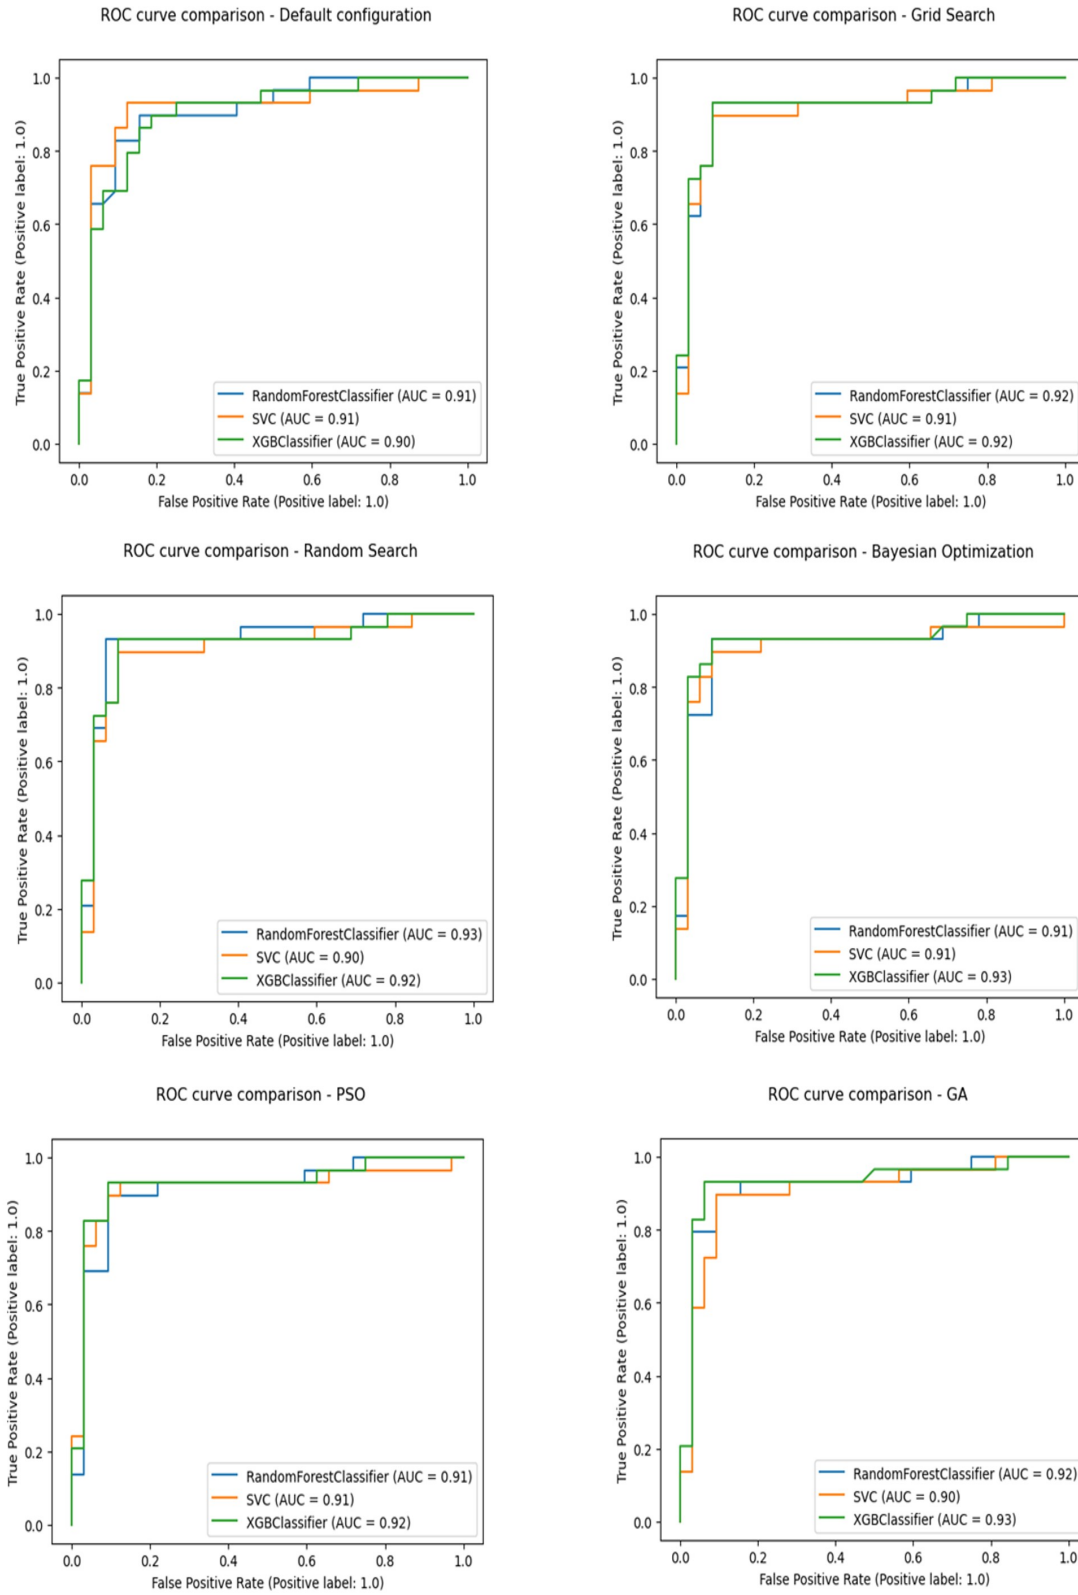 ROC curve comparison - Default configuration
True Positive Rate (Positive label: 1.0)
1.0
0.8
0.6
0.4
0.2
0.0
RandomForestClassifier (AUC = 0.91)
SVC (AUC = 0.91)
XGBClassifier (AUC = 0.90)
0.0 0.2 0.4 0.6 0.8 1.0
False Positive Rate (Positive label: 1.0)
ROC curve comparison - Grid Search
True Positive Rate (Positive label: 1.0)
1.0
0.8
0.6
0.4
0.2
0.0
RandomForestClassifier (AUC = 0.92)
SVC (AUC = 0.91)
XGBClassifier (AUC = 0.92)
0.0 0.2 0.4 0.6 0.8 1.0
False Positive Rate (Positive label: 1.0)
ROC curve comparison - Random Search
True Positive Rate (Positive label: 1.0)
1.0
0.8
0.6
0.4
0.2
0.0
RandomForestClassifier (AUC = 0.93)
SVC (AUC = 0.90)
XGBClassifier (AUC = 0.92)
0.0 0.2 0.4 0.6 0.8 1.0
False Positive Rate (Positive label: 1.0)
ROC curve comparison - Bayesian Optimization
True Positive Rate (Positive label: 1.0)
1.0
0.8
0.6
0.4
0.2
0.0
RandomForestClassifier (AUC = 0.91)
SVC (AUC = 0.91)
XGBClassifier (AUC = 0.93)
0.0 0.2 0.4 0.6 0.8 1.0
False Positive Rate (Positive label: 1.0)
ROC curve comparison - PSO
True Positive Rate (Positive label: 1.0)
1.0
0.8
0.6
0.4
0.2
0.0
RandomForestClassifier (AUC = 0.91)
SVC (AUC = 0.91)
XGBClassifier (AUC = 0.92)
0.0 0.2 0.4 0.6 0.8 1.0
False Positive Rate (Positive label: 1.0)
ROC curve comparison - GA
True Positive Rate (Positive label: 1.0)
1.0
0.8
0.6
0.4
0.2
0.0
RandomForestClassifier (AUC = 0.92)
SVC (AUC = 0.90)
XGBClassifier (AUC = 0.93)
0.0 0.2 0.4 0.6 0.8 1.0
False Positive Rate (Positive label: 1.0)